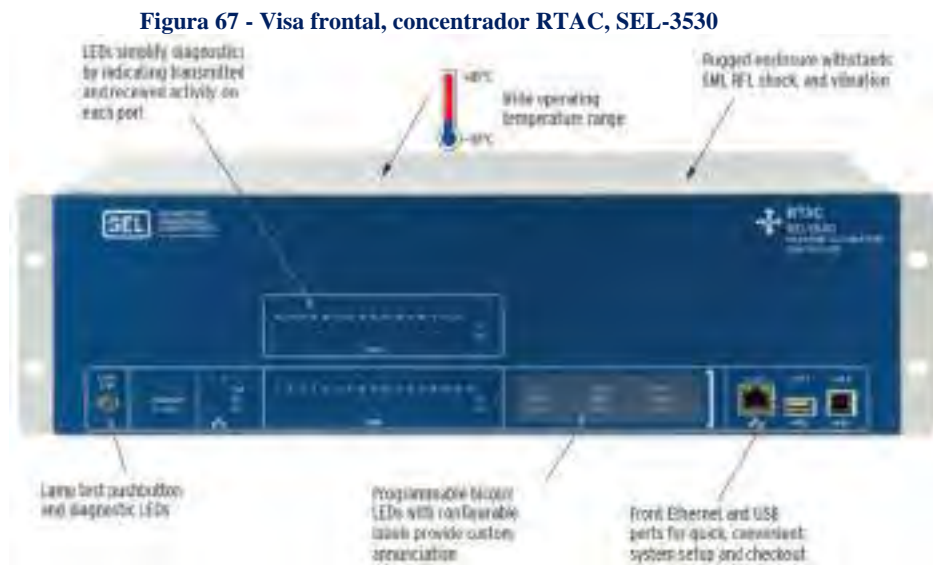 Figura 67 - Visa frontal, concentrador RTAC, SEL-3530
LEDs simplify diagnostics
by indicating transmitted
and received activity on
each port
Wide operating
temperature range
Rugged enclosure withstands
EMI, RFI, shock, and vibration
SEL
RTAC
Lamp test pushbutton
and diagnostic LEDs
Programmable bicolor
LEDs with configurable
labels provide custom
annunciation
Front Ethernet and USB
ports for quick, convenient
system setup and checkout